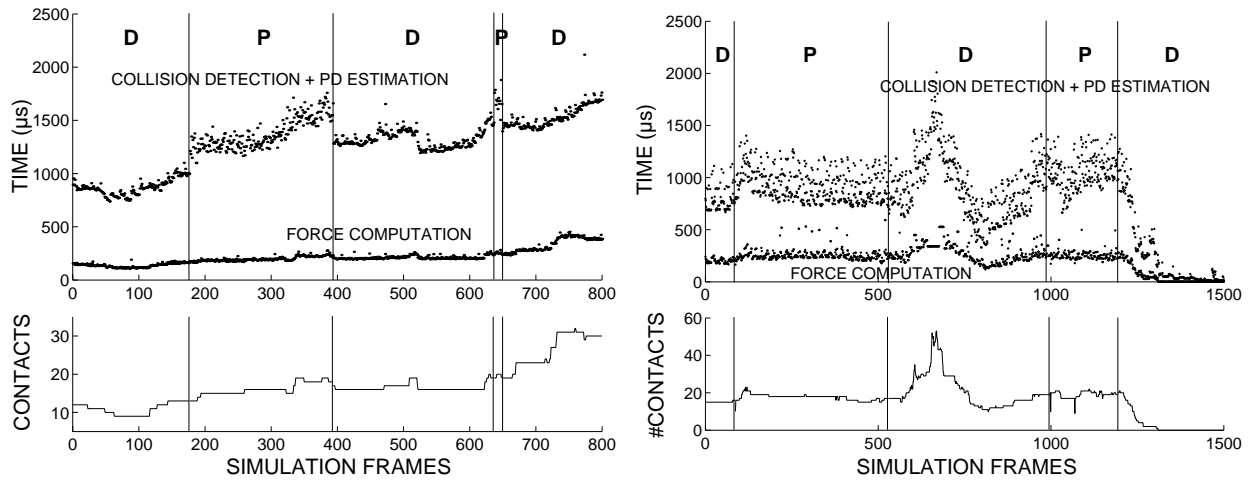 2500
2000
1500
1000
500
0
TIME (µs)
D P D P D
COLLISION DETECTION + PD ESTIMATION
FORCE COMPUTATION
0 100 200 300 400 500 600 700 800
30
20
10
CONTACTS
0 100 200 300 400 500 600 700 800
SIMULATION FRAMES
2500
2000
1500
1000
500
0
TIME (µs)
D P D P D
COLLISION DETECTION + PD ESTIMATION
FORCE COMPUTATION
0 500 1000 1500
60
40
20
0
#CONTACTS
0 500 1000 1500
SIMULATION FRAMES